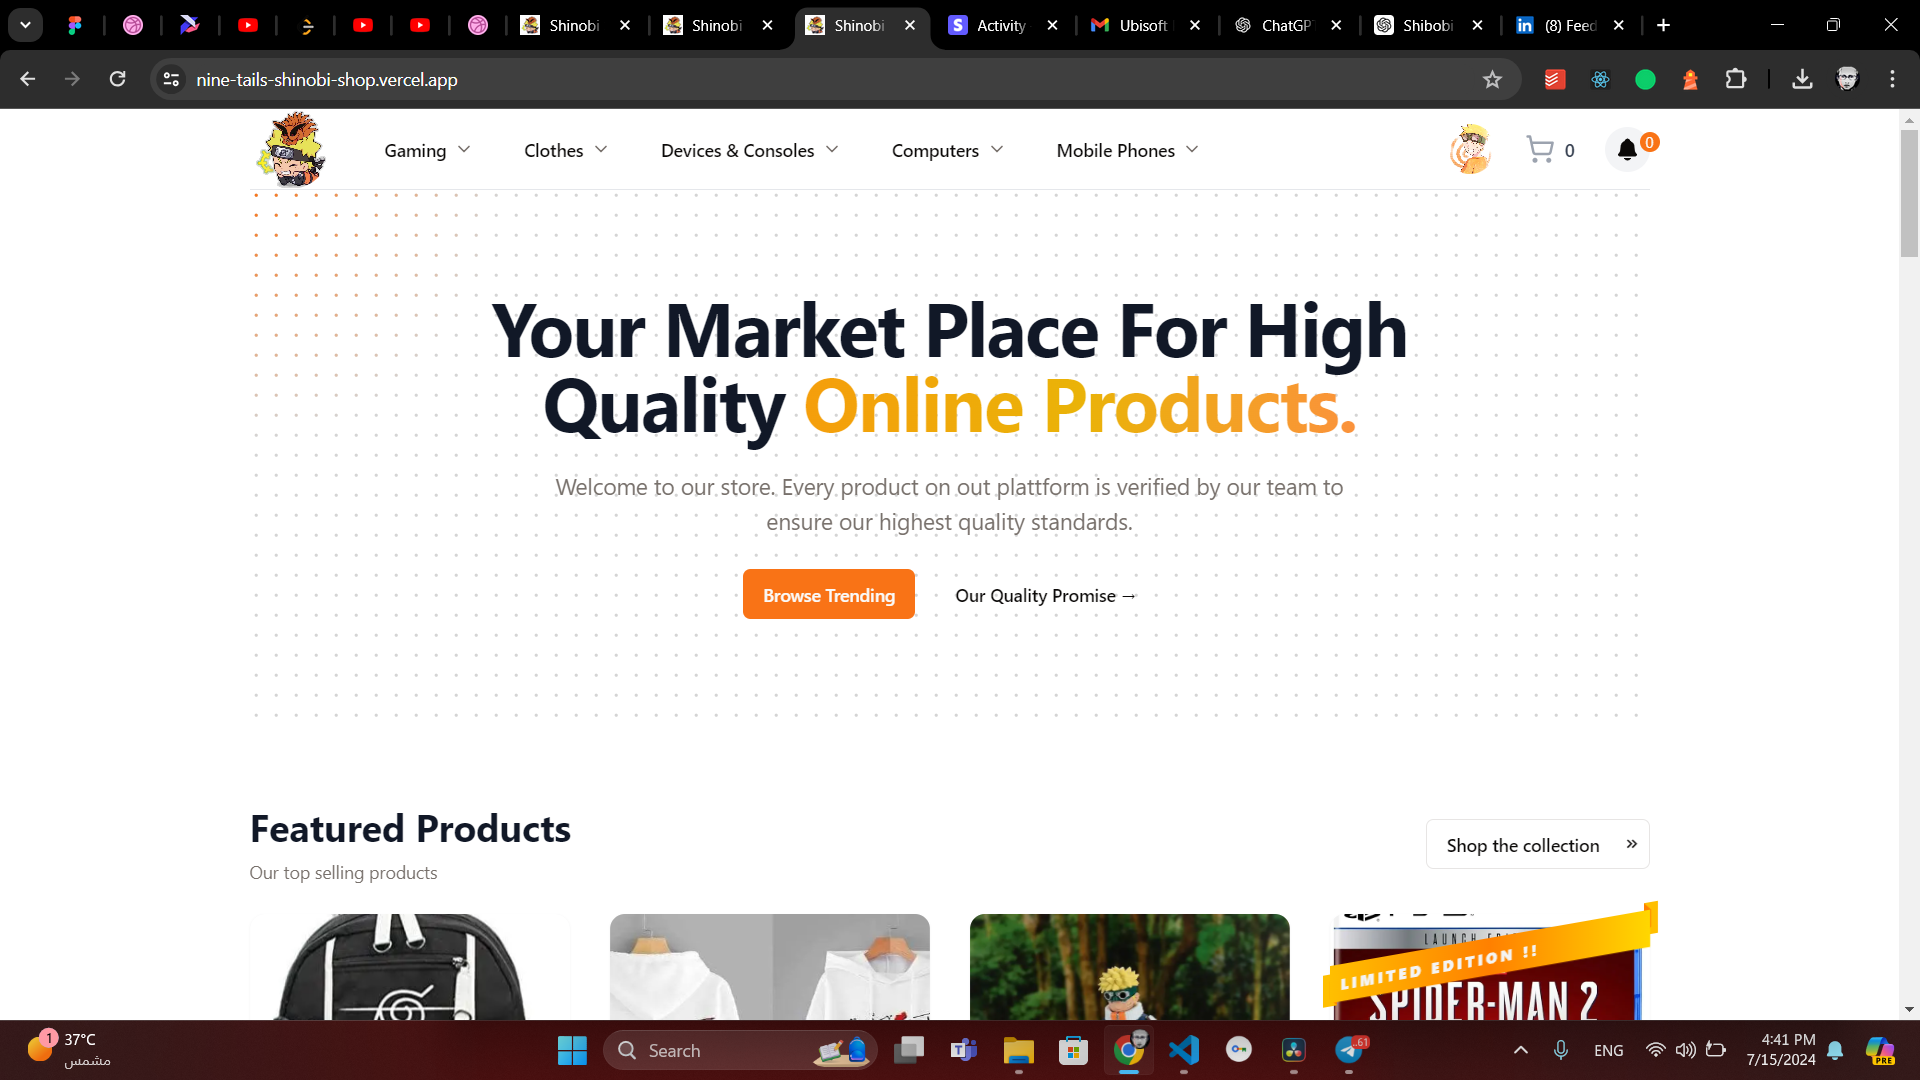 Shinobi
Shinobi
Shinobi
Activity
Ubisoft
ChatGP
Shibobi
(8) Feed
nine-tails-shinobi-shop.vercel.app
Gaming
Clothes
Devices & Consoles
Computers
Mobile Phones
0
0
Your Market Place For High
Quality Online Products.
Welcome to our store. Every product on out plattform is verified by our team to
ensure our highest quality standards.
Browse Trending
Our Quality Promise →
Featured Products
Our top selling products
Shop the collection »
LAUNCH
LIMITED EDITION !!
SPIDER-MAN 2
1
37°C
مشمس
Search
61
ENG
4:41 PM
7/15/2024
PRE